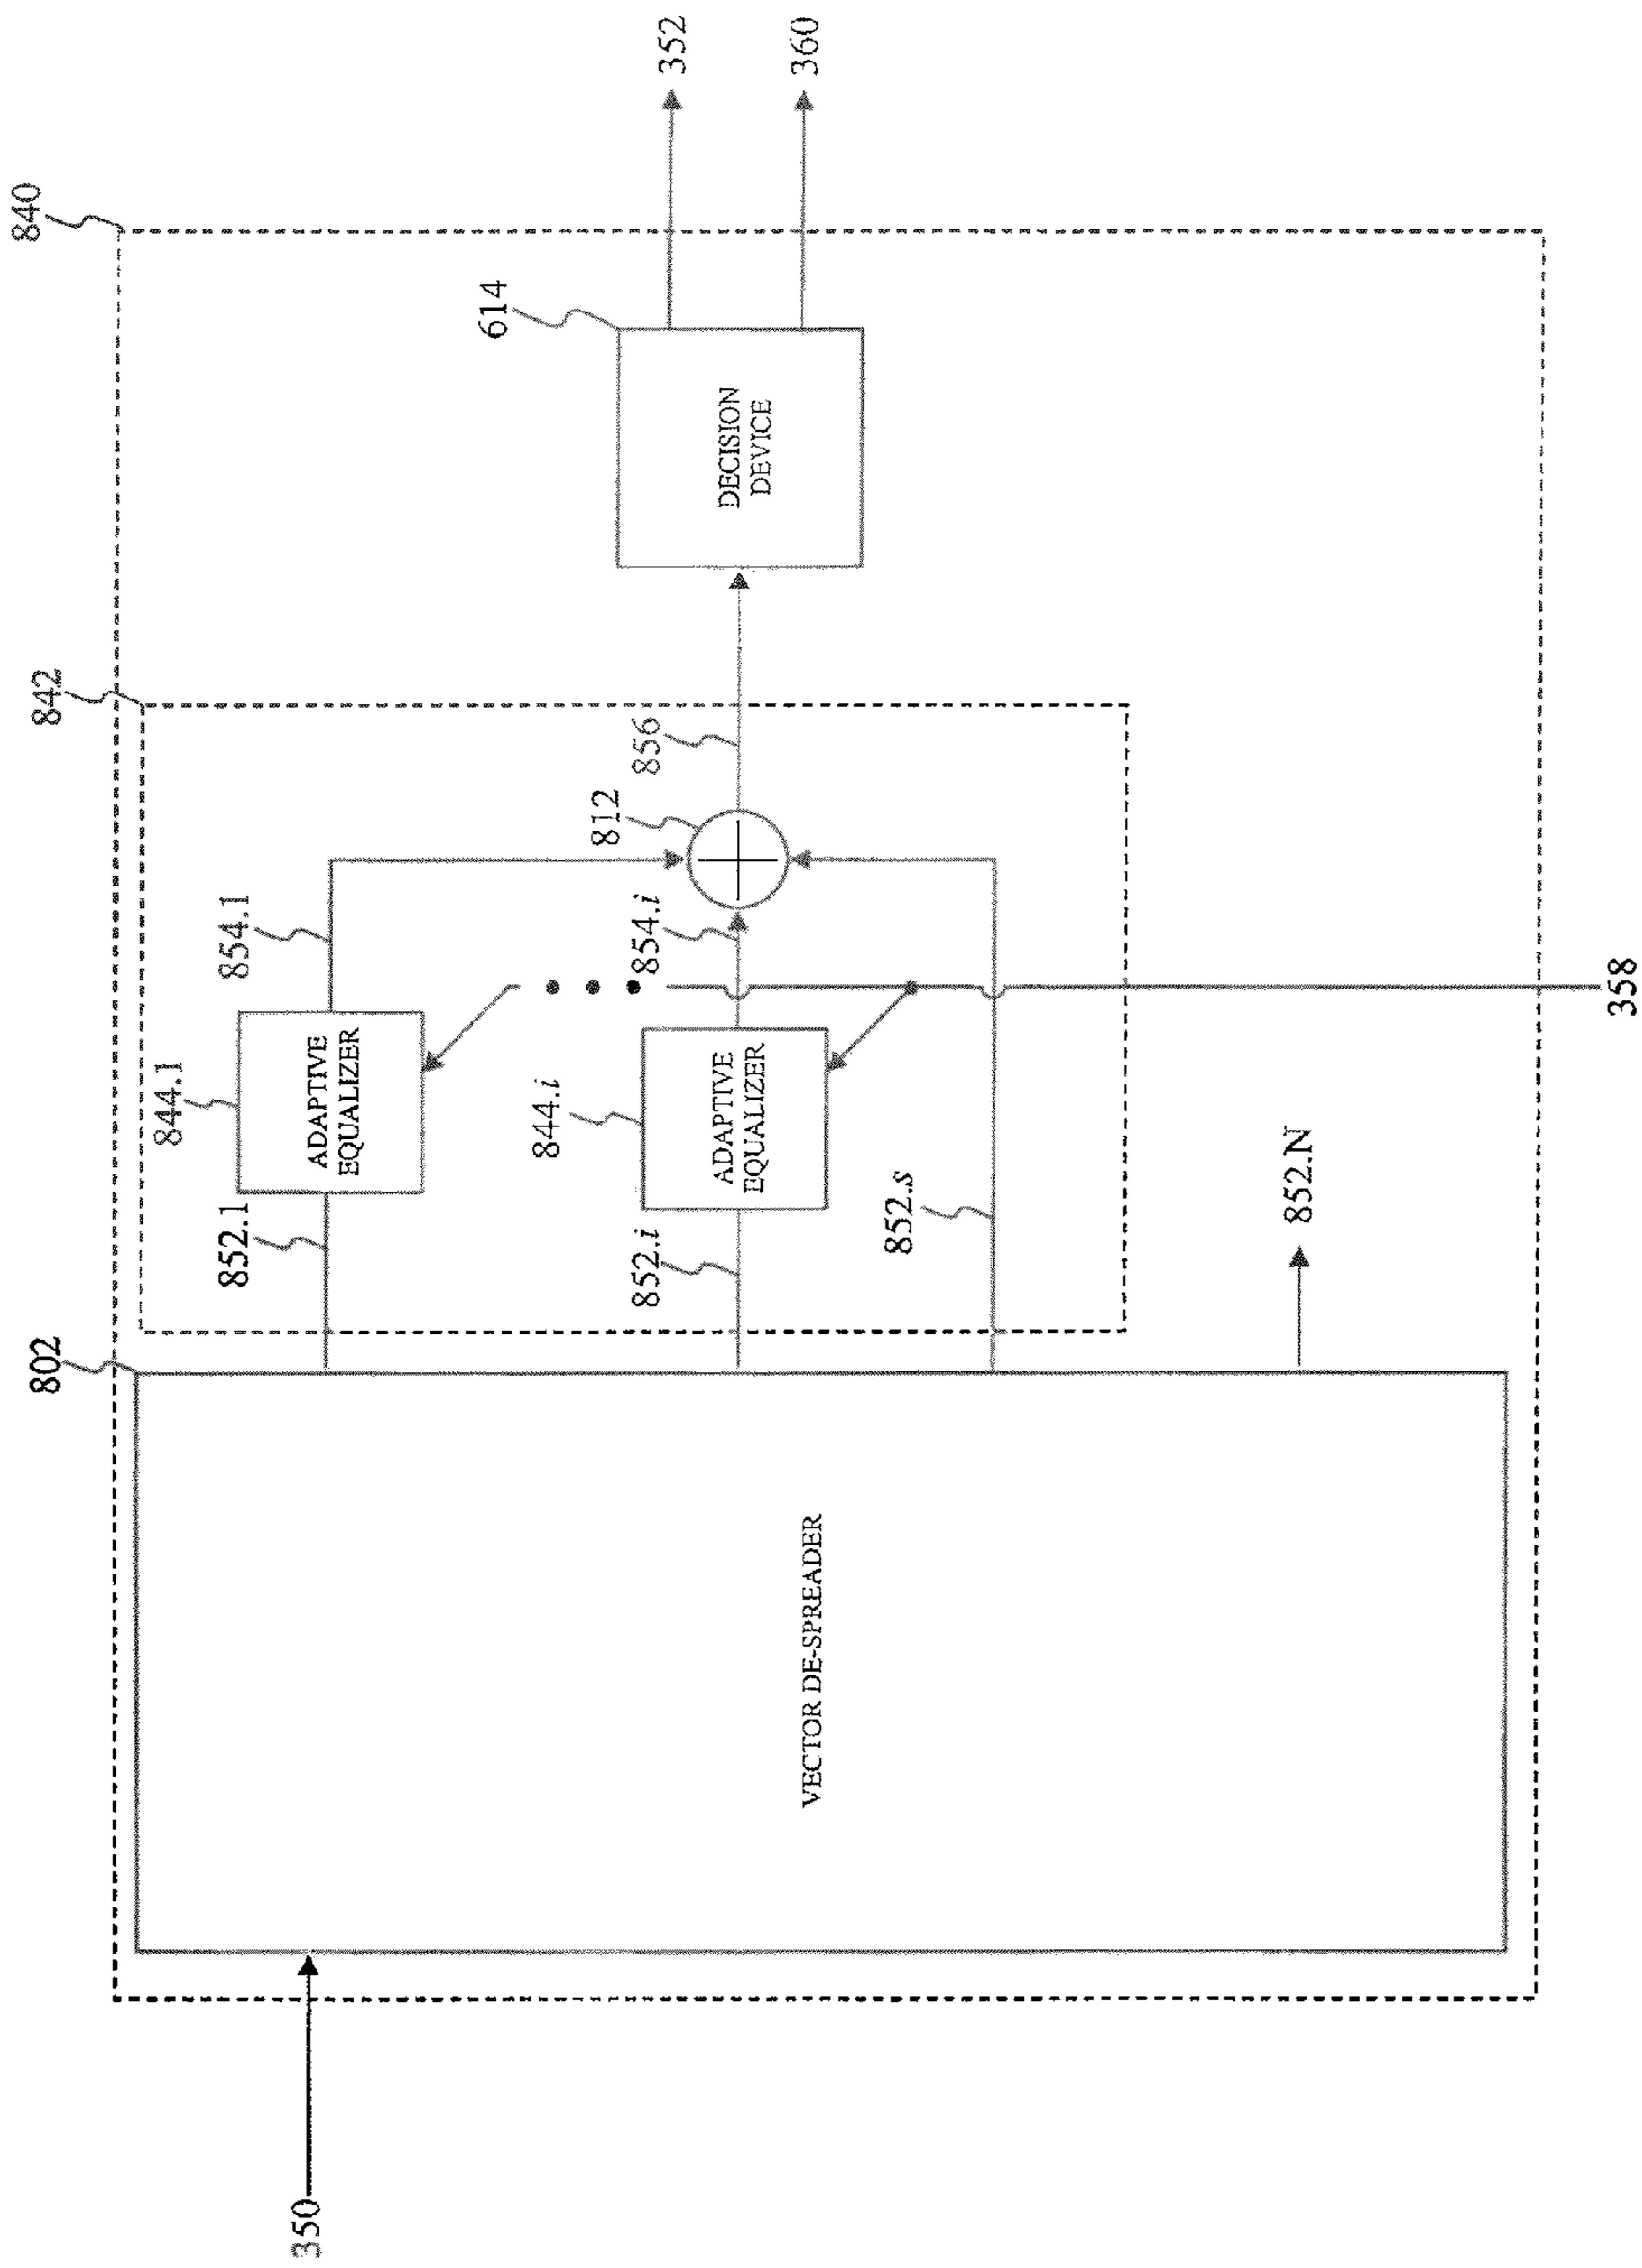 840
842
802
352
360
614
DECISION
DEVICE
856
812
854.1
854.i
844.1
ADAPTIVE
EQUALIZER
844.i
ADAPTIVE
EQUALIZER
852.1
852.i
852.s
852.N
358
VECTOR DE-SPREADER
350